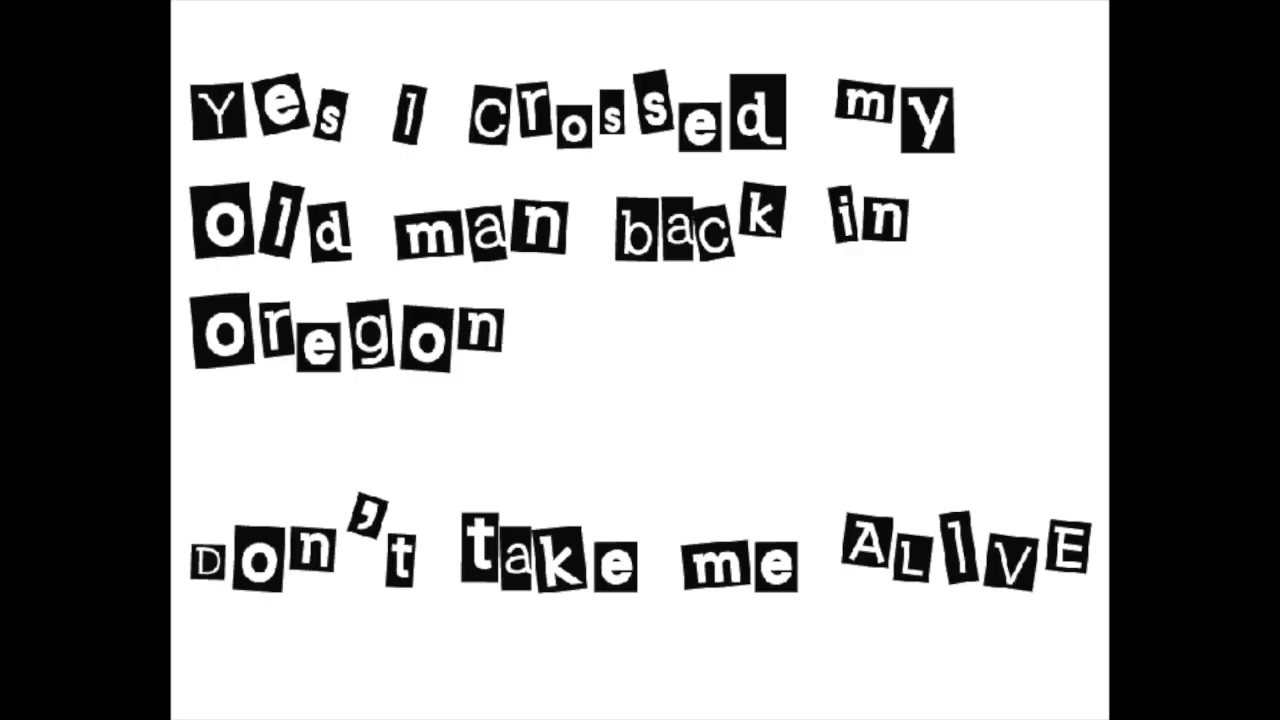 Yes I crossed my
old man back in
oregon
Don't take me ALIVE